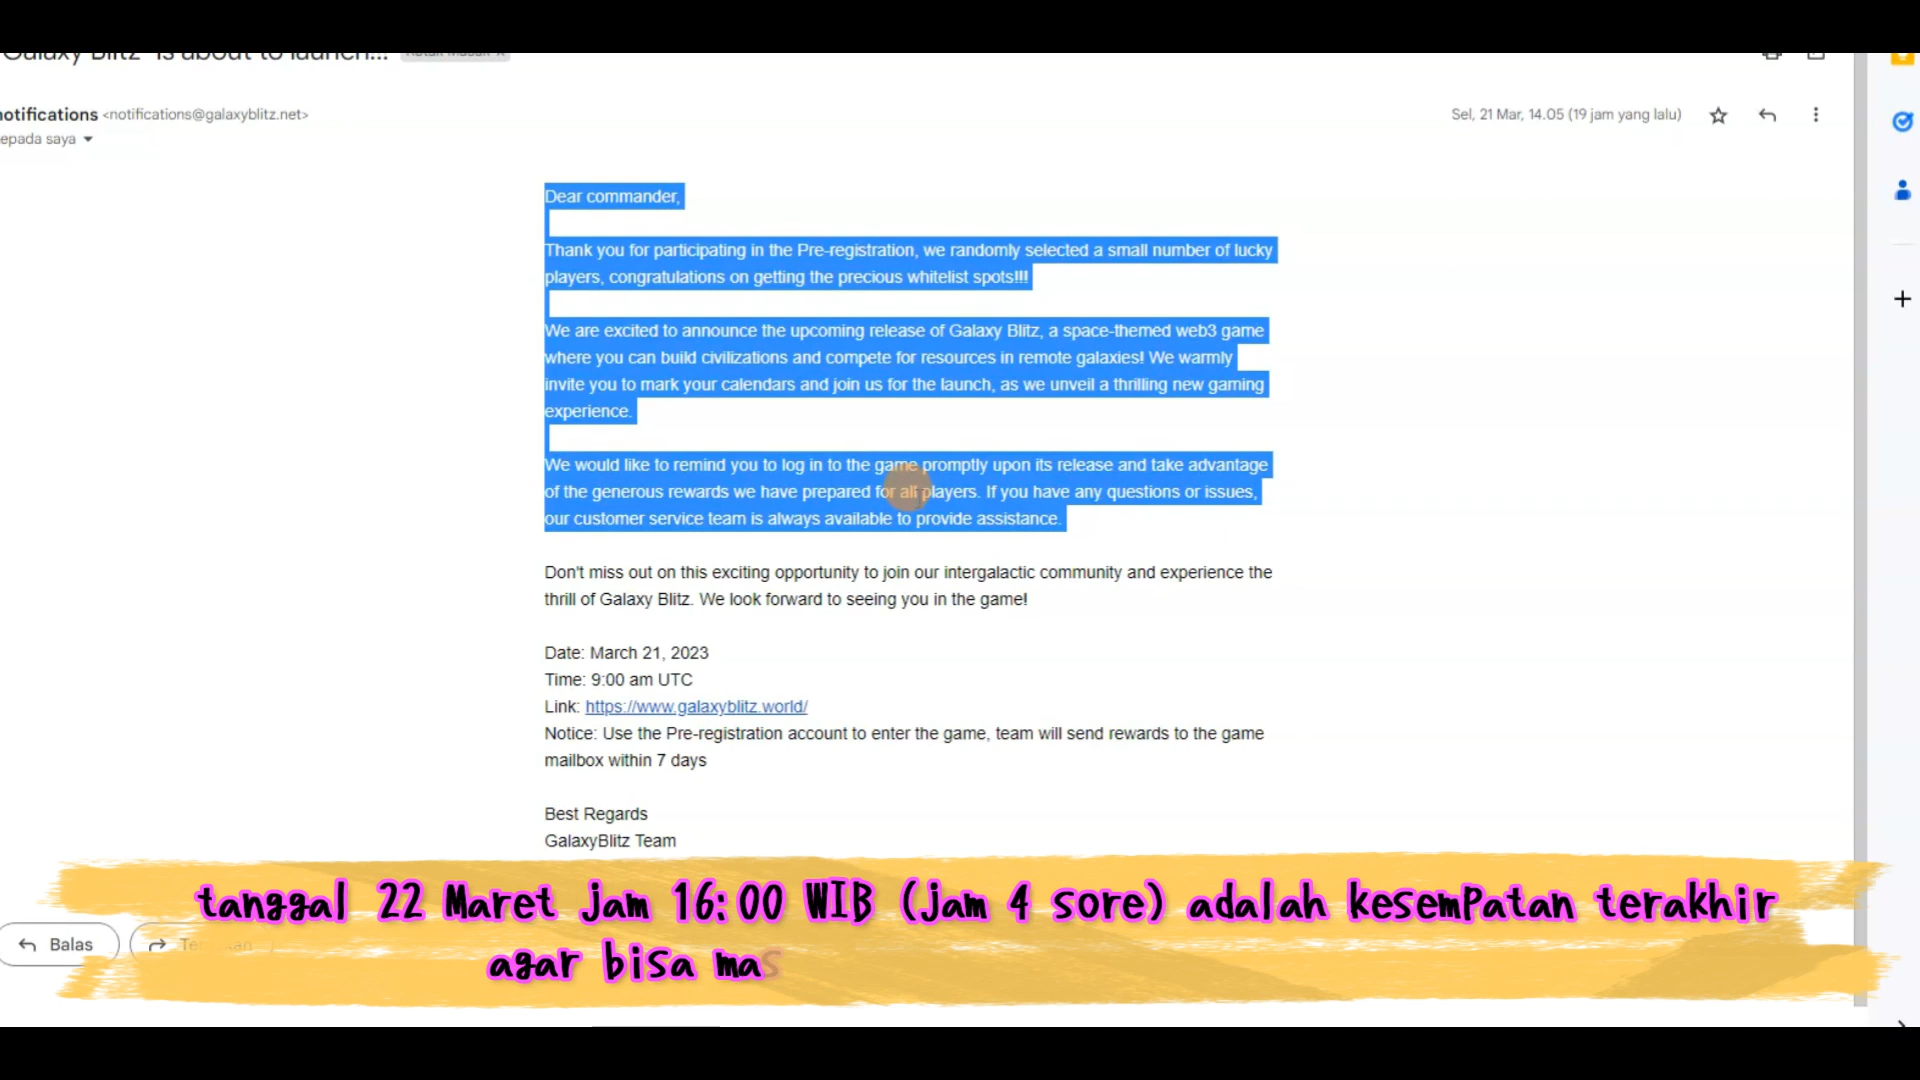 Galaxy Blitz" is about to launch...
notifications <notifications@galaxyblitz.net>
Sel, 21 Mar, 14.05 (19 jam yang lalu)
epada saya
Dear commander,
Thank you for participating in the Pre-registration, we randomly selected a small number of lucky
players, congratulations on getting the precious whitelist spots!!!
We are excited to announce the upcoming release of Galaxy Blitz, a space-themed web3 game
where you can build civilizations and compete for resources in remote galaxies! We warmly
invite you to mark your calendars and join us for the launch, as we unveil a thrilling new gaming
experience.
We would like to remind you to log in to the game promptly upon its release and take advantage
of the generous rewards we have prepared for all players. If you have any questions or issues,
our customer service team is always available to provide assistance.
Don't miss out on this exciting opportunity to join our intergalactic community and experience the
thrill of Galaxy Blitz. We look forward to seeing you in the game!
Date: March 21, 2023
Time: 9:00 am UTC
Link: https://www.galaxyblitz.world/
Notice: Use the Pre-registration account to enter the game, team will send rewards to the game
mailbox within 7 days
Best Regards
GalaxyBlitz Team
tanggal 22 Maret jam 16:00 WIB (jam 4 sore) adalah kesempatan terakhir
agar bisa mas
Balas